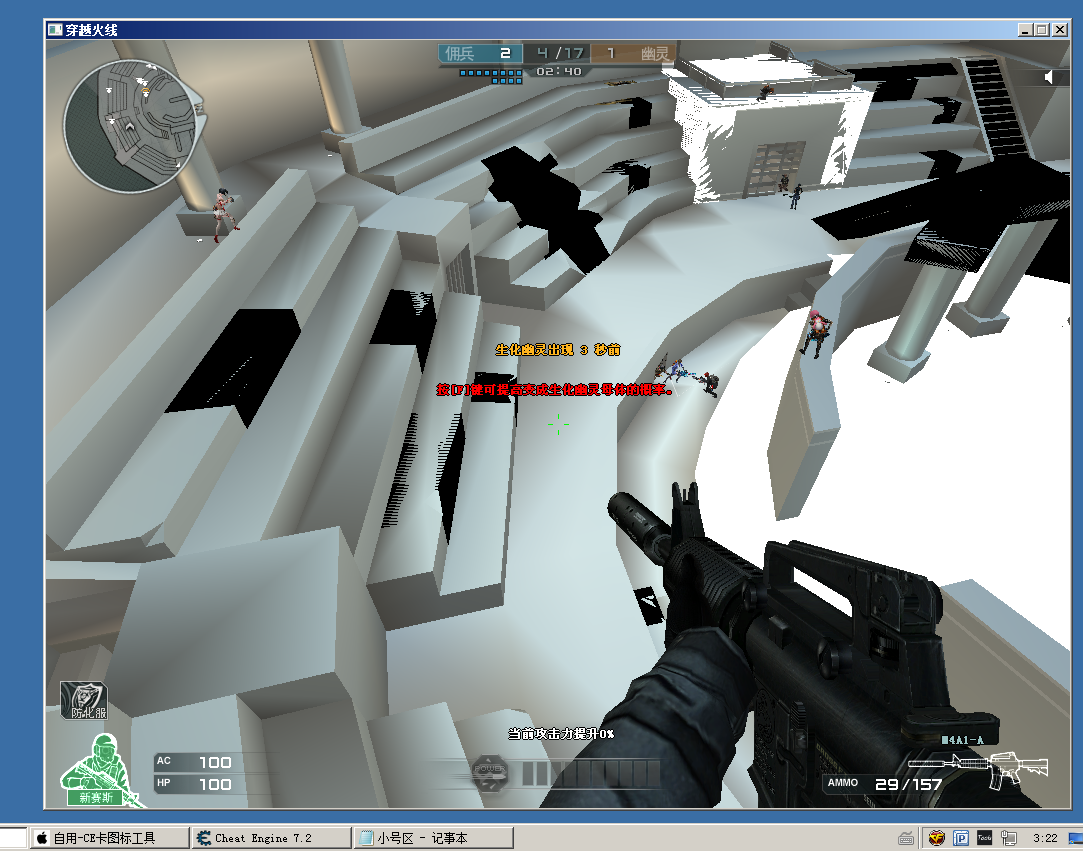 穿越火线
佣兵 2 4 / 17 1 幽灵
02:40
生化幽灵出现 3 秒前
按[F]键可提高变成生化幽灵母体的概率。
防化服
当前攻击力提升0%
POWER
新赛斯
AC 100
HP 100
4A1-A
AMMO 29/157
自用-CE卡图标工具
Cheat Engine 7.2
小号区 - 记事本
P
Tools
3:22